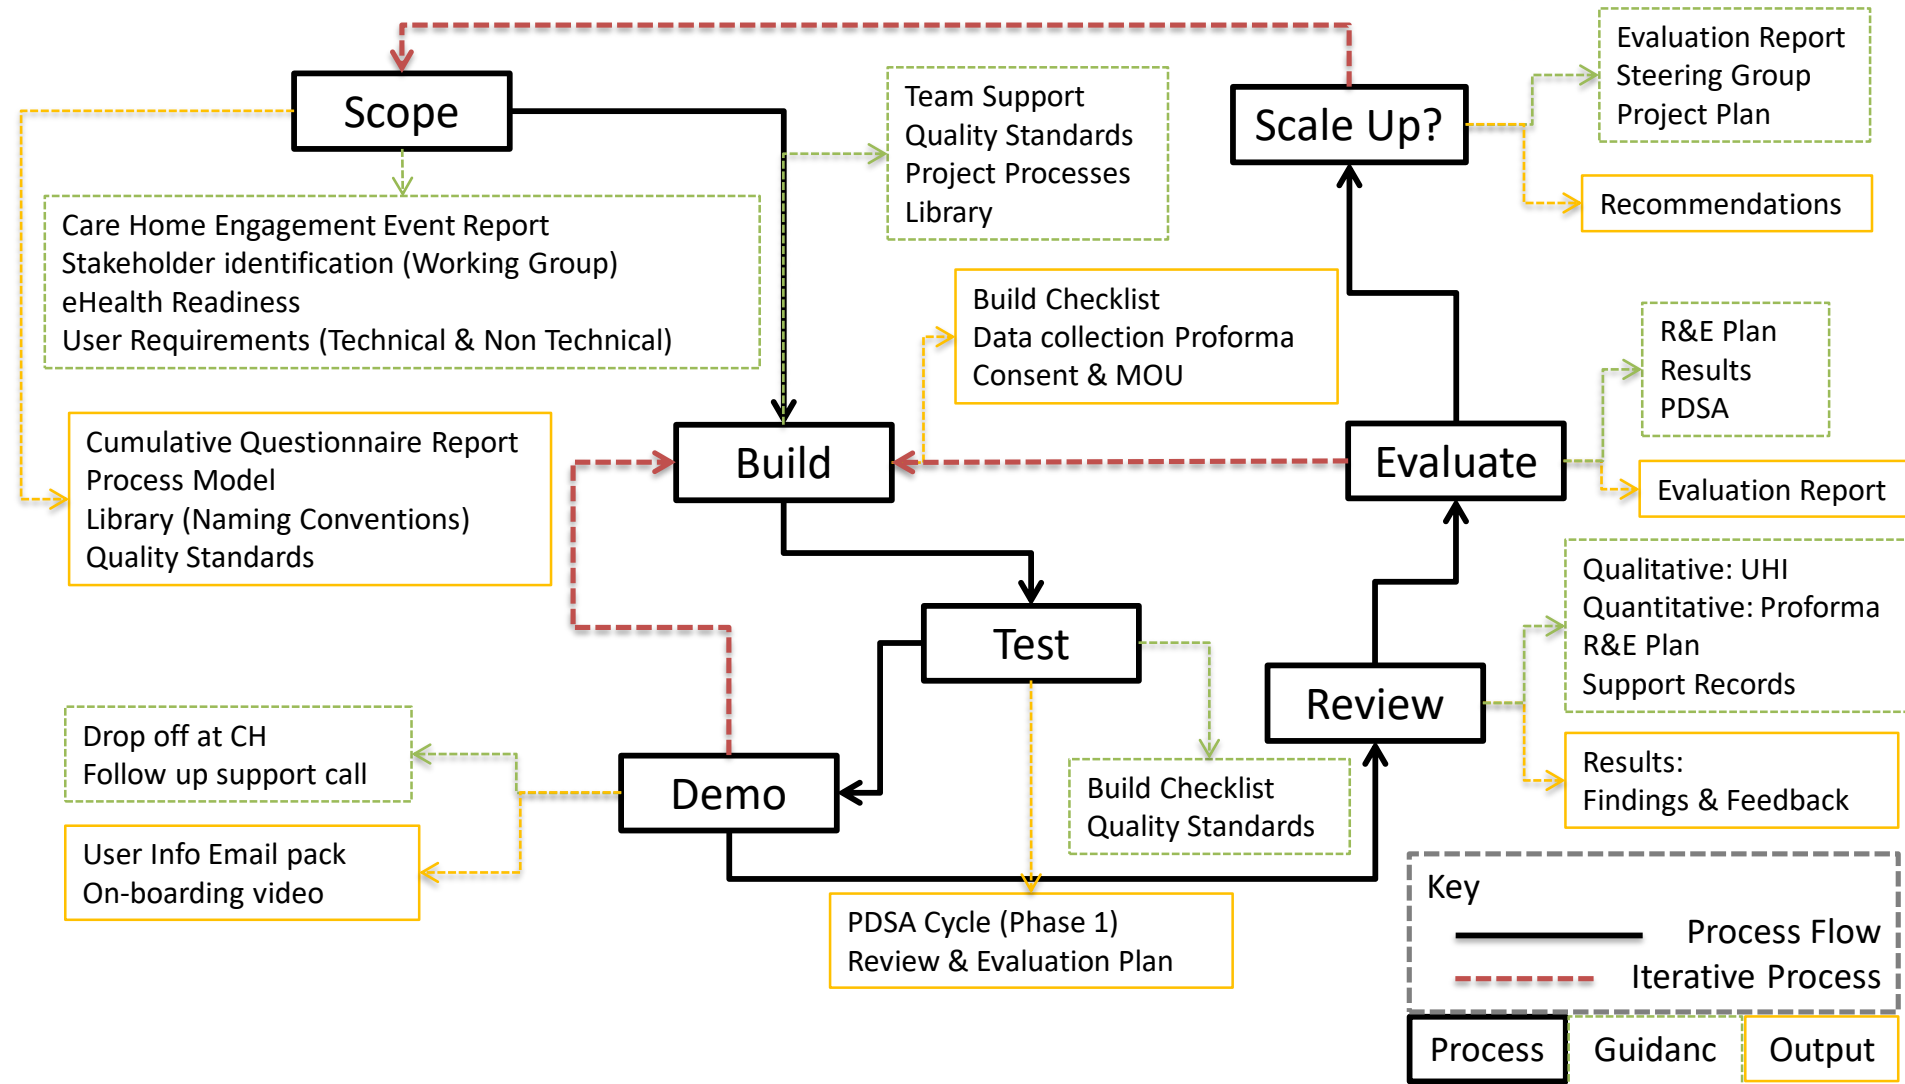 Scope
Care Home Engagement Event Report
Stakeholder identification (Working Group)
eHealth Readiness
User Requirements (Technical & Non Technical)
Cumulative Questionnaire Report
Process Model
Library (Naming Conventions)
Quality Standards
Team Support
Quality Standards
Project Processes
Library
Build Checklist
Data collection Proforma
Consent & MOU
Build
Test
Build Checklist
Quality Standards
PDSA Cycle (Phase 1)
Review & Evaluation Plan
Demo
Drop off at CH
Follow up support call
User Info Email pack
On-boarding video
Review
Qualitative: UHI
Quantitative: Proforma
R&E Plan
Support Records
Results:
Findings & Feedback
Evaluate
R&E Plan
Results
PDSA
Evaluation Report
Scale Up?
Evaluation Report
Steering Group
Project Plan
Recommendations
Key
Process Flow
Iterative Process
Process
Guidanc
Output